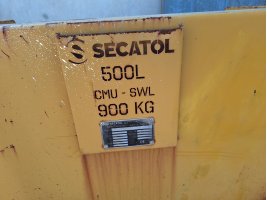 SECATOL
500L
CMU - SWL
900 KG